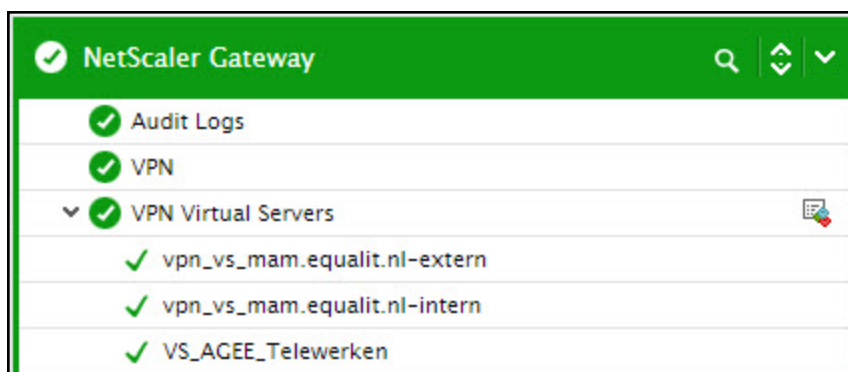 NetScaler Gateway
Audit Logs
VPN
VPN Virtual Servers
vpn_vs_mam.equalit.nl-extern
vpn_vs_mam.equalit.nl-intern
VS_AGEE_Telewerken